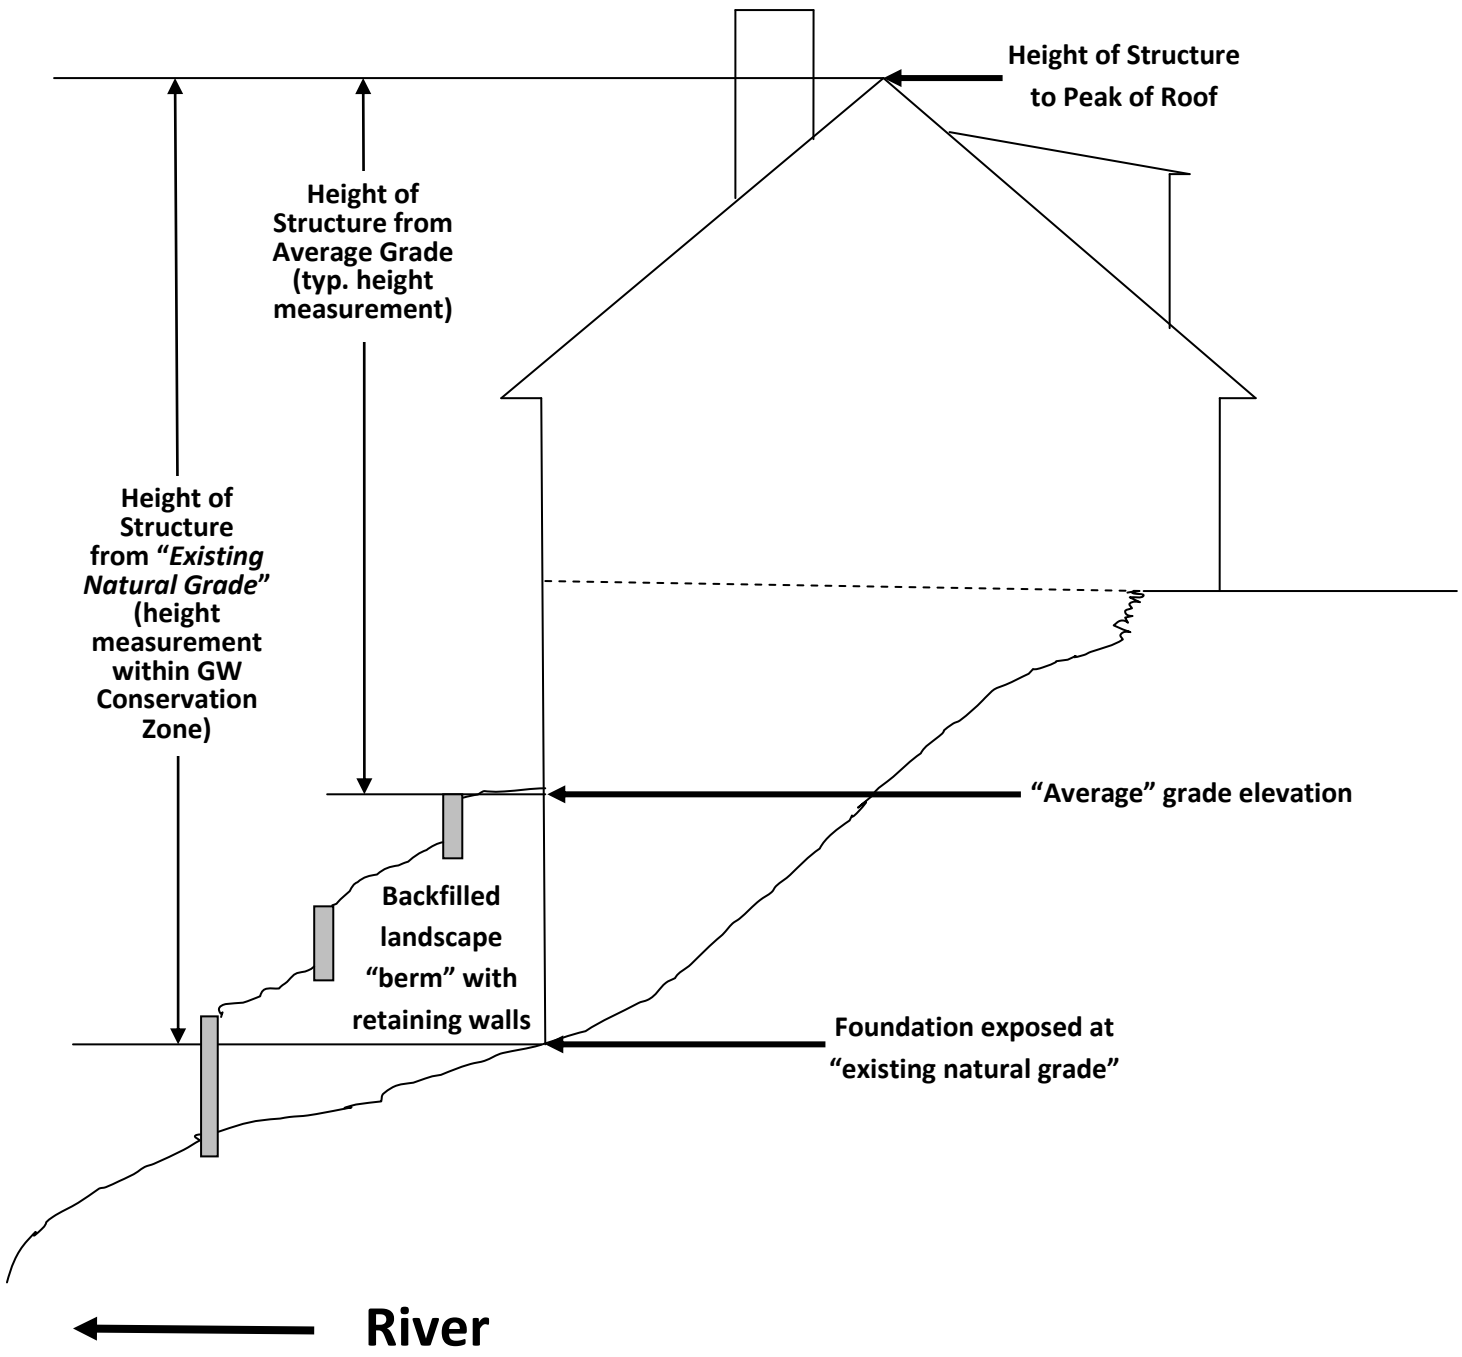 Height of Structure
to Peak of Roof
Height of
Structure from
Average Grade
(typ. height
measurement)
Height of
Structure
from “Existing
Natural Grade”
(height
measurement
within GW
Conservation
Zone)
“Average” grade elevation
Backfilled
landscape
“berm” with
retaining walls
Foundation exposed at
“existing natural grade”
River